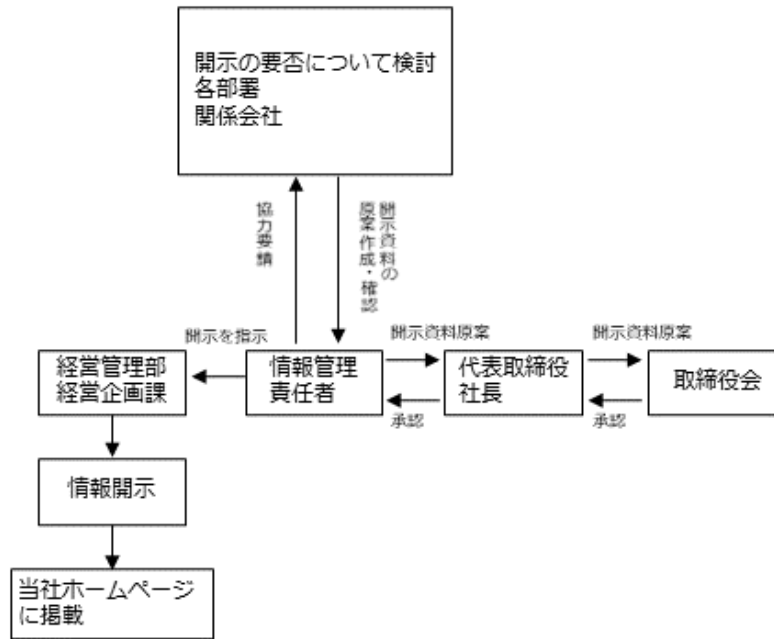 開示の要否について検討
各部署
関係会社
協力要請
開示資料の
原案作成・確認
開示を指示
開示資料原案
開示資料原案
経営管理部
経営企画課
情報管理
責任者
代表取締役
社長
取締役会
承認
承認
情報開示
当社ホームページ
に掲載